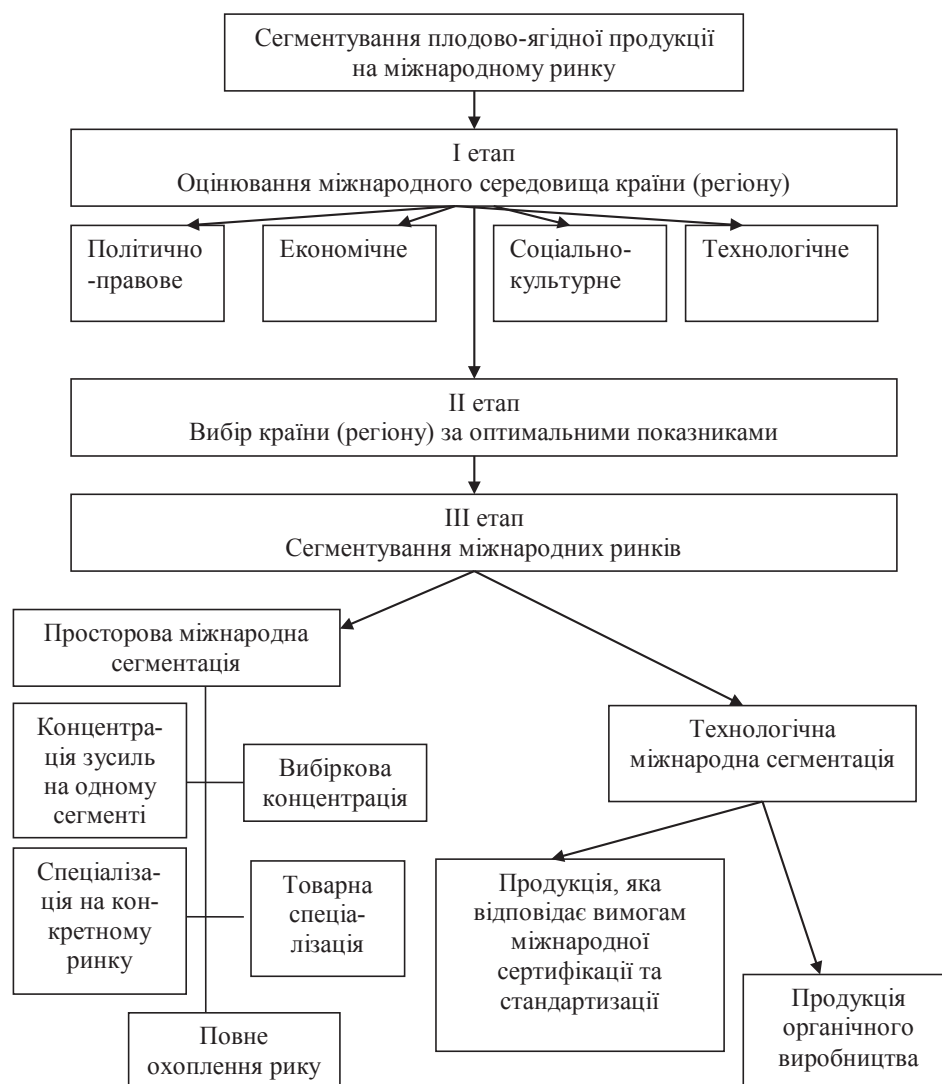 Сегментування плодово-ягідної продукції
на міжнародному ринку
І етап
Оцінювання міжнародного середовища країни (регіону)
Політично
-правове
Економічне
Соціально-
культурне
Технологічне
ІІ етап
Вибір країни (регіону) за оптимальними показниками
ІІІ етап
Сегментування міжнародних ринків
Просторова міжнародна
сегментація
Концентра-
ція зусиль
на одному
сегменті
Вибіркова
концентрація
Спеціаліза-
ція на кон-
кретному
ринку
Товарна
спеціа-
лізація
Повне
охоплення рику
Технологічна
міжнародна сегментація
Продукція, яка
відповідає вимогам
міжнародної
сертифікації та
стандартизації
Продукція
органічного
виробництва